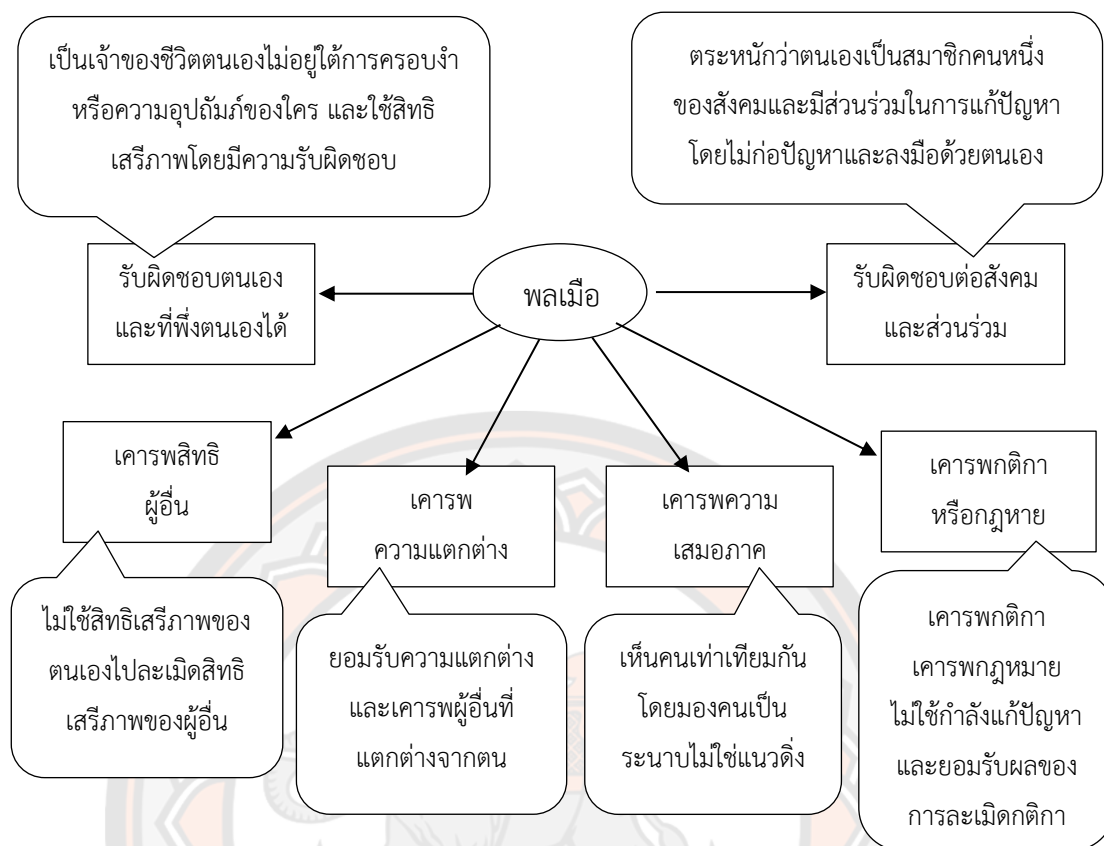 เป็นเจ้าของชีวิตตนเองไม่อยู่ใต้การครอบงำ
หรือความอุปถัมภ์ของใคร และใช้สิทธิ
เสรีภาพโดยมีความรับผิดชอบ
ตระหนักว่าตนเองเป็นสมาชิกคนหนึ่ง
ของสังคมและมีส่วนร่วมในการแก้ปัญหา
โดยไม่ก่อปัญหาและลงมือด้วยตนเอง
รับผิดชอบตนเอง
และที่พึ่งตนเองได้
พลเมือ
รับผิดชอบต่อสังคม
และส่วนร่วม
เคารพสิทธิ
ผู้อื่น
เคารพ
ความแตกต่าง
เคารพความ
เสมอภาค
เคารพกติกา
หรือกฎหาย
ไม่ใช้สิทธิเสรีภาพของ
ตนเองไปละเมิดสิทธิ
เสรีภาพของผู้อื่น
ยอมรับความแตกต่าง
และเคารพผู้อื่นที่
แตกต่างจากตน
เห็นคนเท่าเทียมกัน
โดยมองคนเป็น
ระนาบไม่ใช่แนวดิ่ง
เคารพกติกา
เคารพกฎหมาย
ไม่ใช้กำลังแก้ปัญหา
และยอมรับผลของ
การละเมิดกติกา